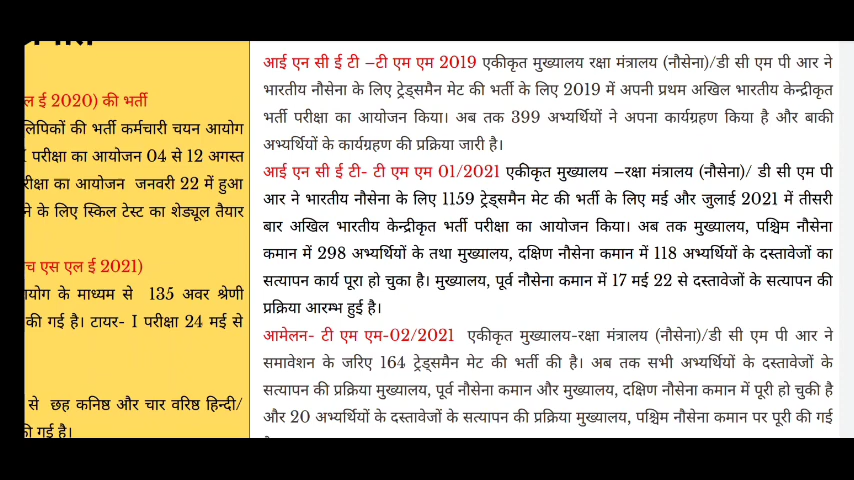 ल ई 2020) की भर्ती
लिपिकों की भर्ती कर्मचारी चयन आयोग
परीक्षा का आयोजन 04 से 12 अगस्त
रीक्षा का आयोजन जनवरी 22 में हुआ
ने के लिए स्किल टेस्ट का शेड्यूल तैयार
च एस एल ई 2021)
योग के माध्यम से 135 अवर श्रेणी
की गई है। टायर- I परीक्षा 24 मई से
से छह कनिष्ठ और चार वरिष्ठ हिन्दी/
ी गई है।
आई एन सी ई टी –टी एम एम 2019 एकीकृत मुख्यालय रक्षा मंत्रालय (नौसेना)/डी सी एम पी आर ने
भारतीय नौसेना के लिए ट्रेड्समैन मेट की भर्ती के लिए 2019 में अपनी प्रथम अखिल भारतीय केन्द्रीकृत
भर्ती परीक्षा का आयोजन किया। अब तक 399 अभ्यर्थियों ने अपना कार्यग्रहण किया है और बाकी
अभ्यर्थियों के कार्यग्रहण की प्रक्रिया जारी है।
आई एन सी ई टी- टी एम एम 01/2021 एकीकृत मुख्यालय –रक्षा मंत्रालय (नौसेना)/ डी सी एम पी
आर ने भारतीय नौसेना के लिए 1159 ट्रेड्समैन मेट की भर्ती के लिए मई और जुलाई 2021 में तीसरी
बार अखिल भारतीय केन्द्रीकृत भर्ती परीक्षा का आयोजन किया। अब तक मुख्यालय, पश्चिम नौसेना
कमान में 298 अभ्यर्थियों के तथा मुख्यालय, दक्षिण नौसेना कमान में 118 अभ्यर्थियों के दस्तावेजों का
सत्यापन कार्य पूरा हो चुका है। मुख्यालय, पूर्व नौसेना कमान में 17 मई 22 से दस्तावेजों के सत्यापन की
प्रक्रिया आरम्भ हुई है।
आमेलन- टी एम एम-02/2021 एकीकृत मुख्यालय-रक्षा मंत्रालय (नौसेना)/डी सी एम पी आर ने
समावेशन के जरिए 164 ट्रेड्समैन मेट की भर्ती की है। अब तक सभी अभ्यर्थियों के दस्तावेजों के
सत्यापन की प्रक्रिया मुख्यालय, पूर्व नौसेना कमान और मुख्यालय, दक्षिण नौसेना कमान में पूरी हो चुकी है
और 20 अभ्यर्थियों के दस्तावेजों के सत्यापन की प्रक्रिया मुख्यालय, पश्चिम नौसेना कमान पर पूरी की गई